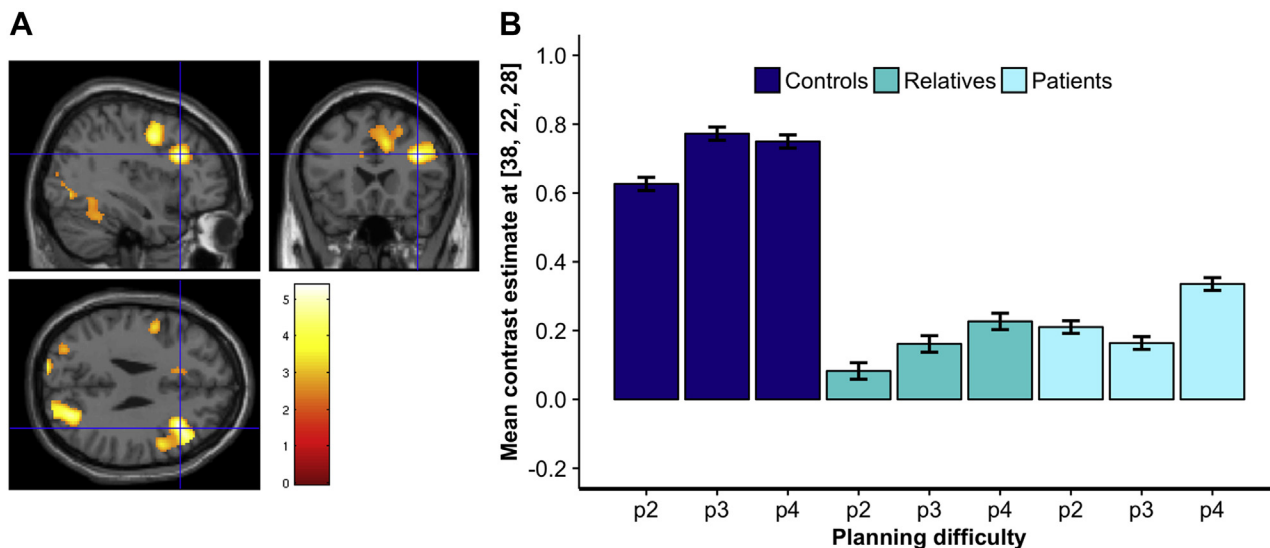 A
5
4
3
2
1
0
B
Mean contrast estimate at [38, 22, 28]
1.0
0.8
0.6
0.4
0.2
0.0
-0.2
Controls Relatives Patients
p2 p3 p4 p2 p3 p4 p2 p3 p4
Planning difficulty